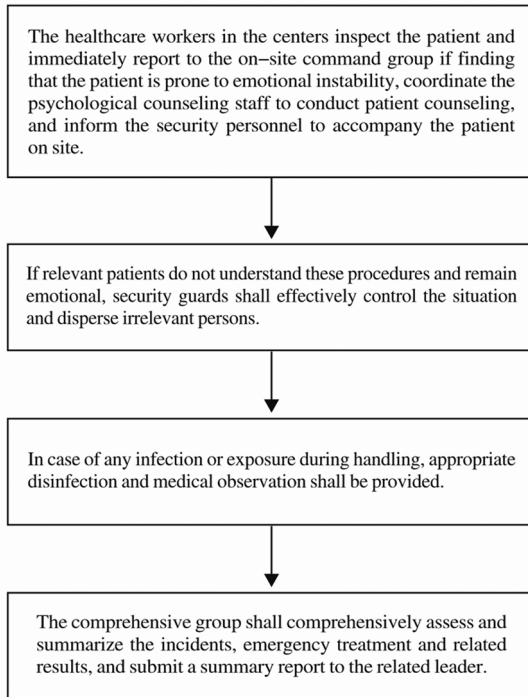 The healthcare workers in the centers inspect the patient and
immediately report to the on−site command group if finding
that the patient is prone to emotional instability, coordinate the
psychological counseling staff to conduct patient counseling,
and inform the security personnel to accompany the patient
on site.
If relevant patients do not understand these procedures and remain
emotional, security guards shall effectively control the situation
and disperse irrelevant persons.
In case of any infection or exposure during handling, appropriate
disinfection and medical observation shall be provided.
The comprehensive group shall comprehensively assess and
summarize the incidents, emergency treatment and related
results, and submit a summary report to the related leader.